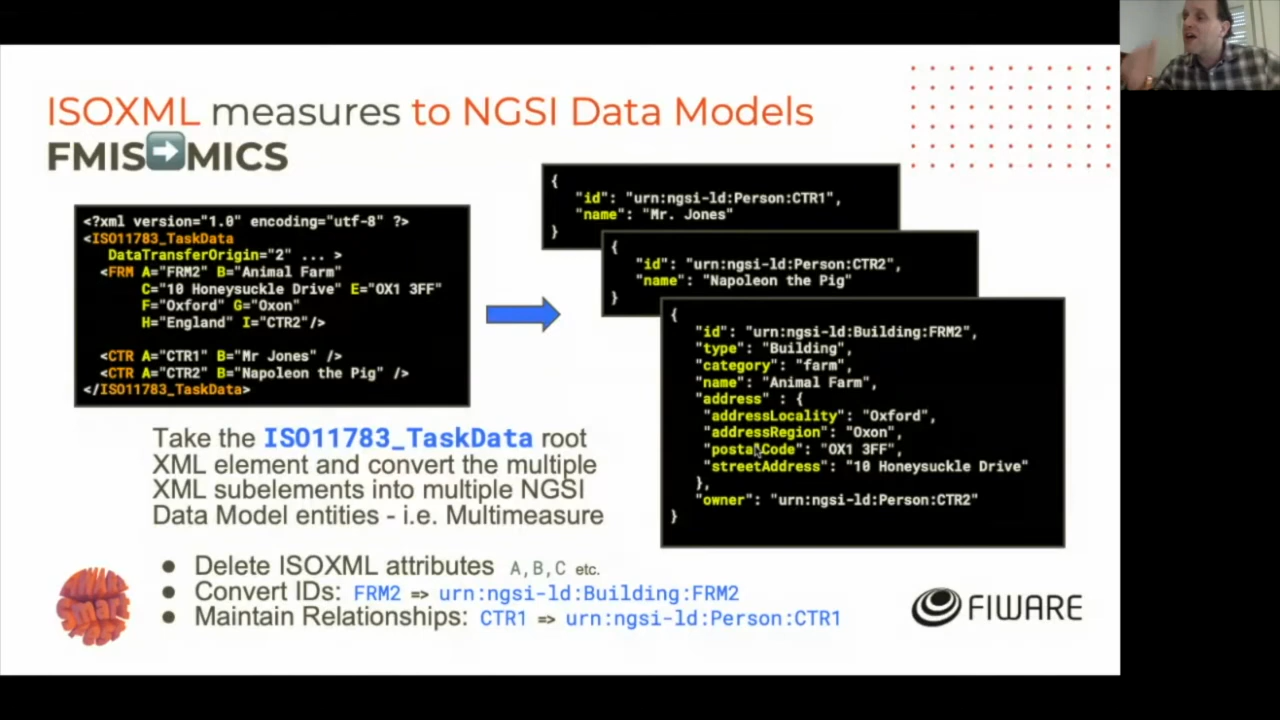 ISOXML measures to NGSI Data Models
FMIS➡MICS
<?xml version="1.0" encoding="utf-8" ?>
<ISO11783_TaskData
DataTransferOrigin="2" ... >
<FRM A="FRM2" B="Animal Farm"
C="10 Honeysuckle Drive" E="OX1 3FF"
F="Oxford" G="Oxon"
H="England" I="CTR2"/>
<CTR A="CTR1" B="Mr Jones" />
<CTR A="CTR2" B="Napoleon the Pig" />
</ISO11783_TaskData>
{
"id": "urn:ngsi-ld:Person:CTR1",
"name": "Mr. Jones"
}
{
"id": "urn:ngsi-ld:Person:CTR2",
"name": "Napoleon the Pig"
}
{
"id": "urn:ngsi-ld:Building:FRM2",
"type": "Building",
"category": "farm",
"name": "Animal Farm",
"address" : {
"addressLocality": "Oxford",
"addressRegion": "Oxon",
"postalCode": "OX1 3FF",
"streetAddress": "10 Honeysuckle Drive"
},
"owner": "urn:ngsi-ld:Person:CTR2"
}
Take the ISO11783_TaskData root
XML element and convert the multiple
XML subelements into multiple NGSI
Data Model entities - i.e. Multimeasure
● Delete ISOXML attributes A,B,C etc.
● Convert IDs: FRM2 => urn:ngsi-ld:Building:FRM2
● Maintain Relationships: CTR1 => urn:ngsi-ld:Person:CTR1
smart
FIWARE